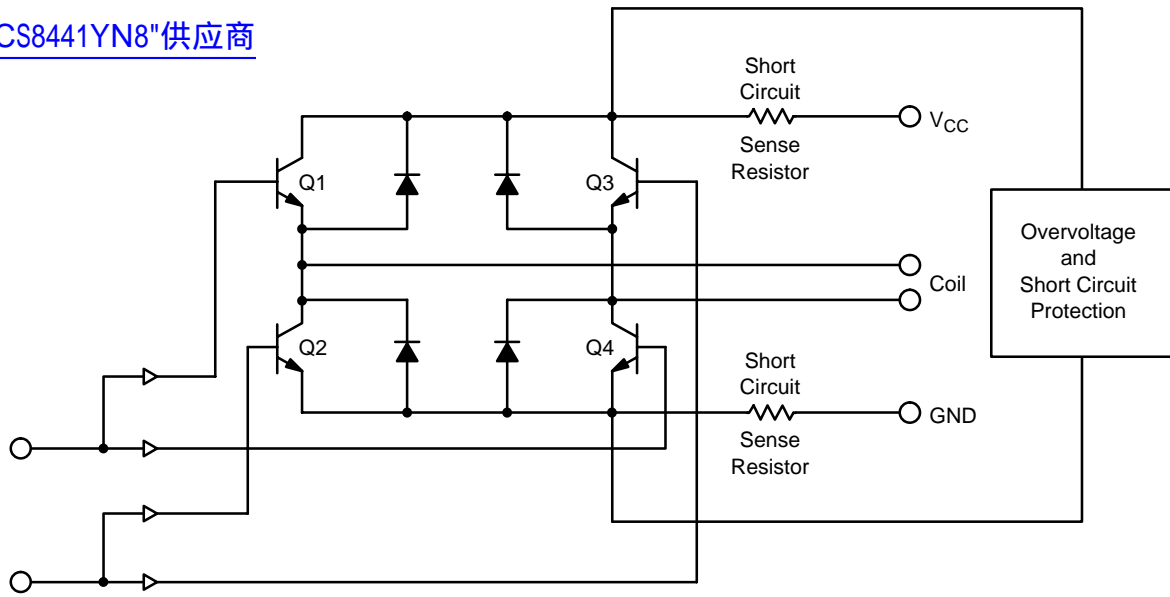 CS8441YN8"供应商
Short
Circuit
Sense
Resistor
VCC
Q1
Q3
Overvoltage
and
Short Circuit
Protection
Coil
Q2
Q4
Short
Circuit
Sense
Resistor
GND